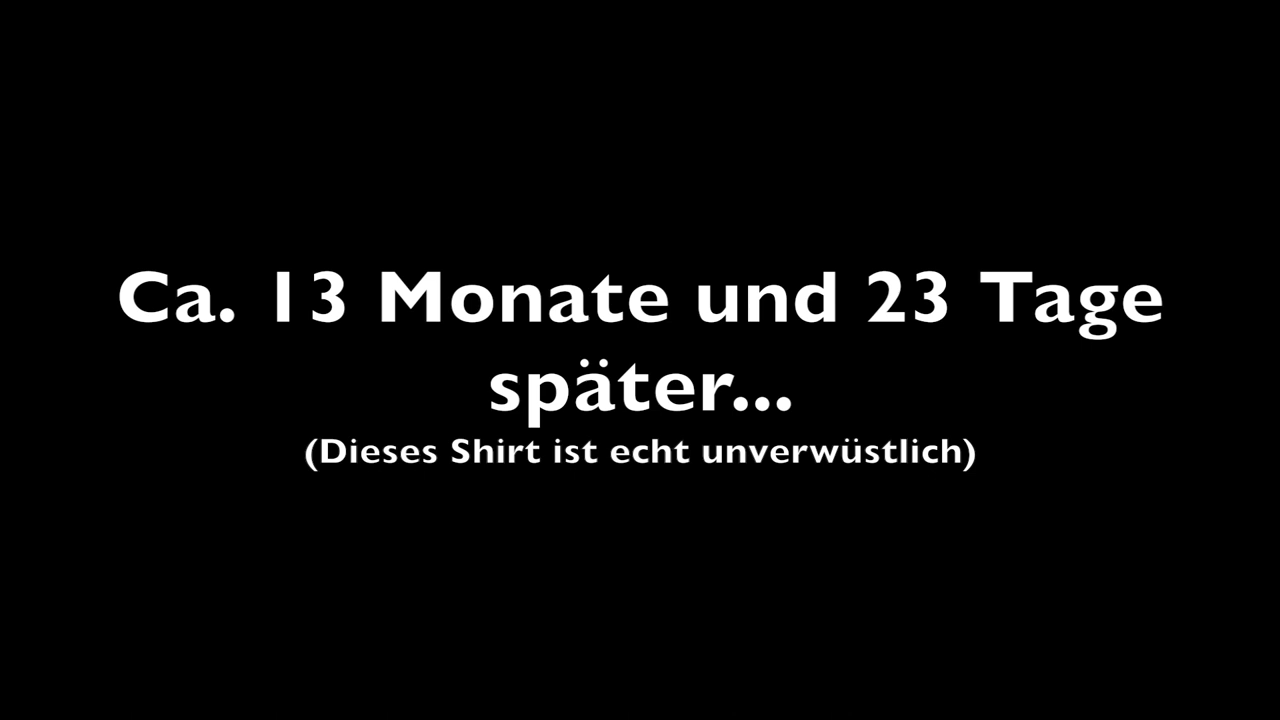 Ca. 13 Monate und 23 Tage
später...
(Dieses Shirt ist echt unverwüstlich)